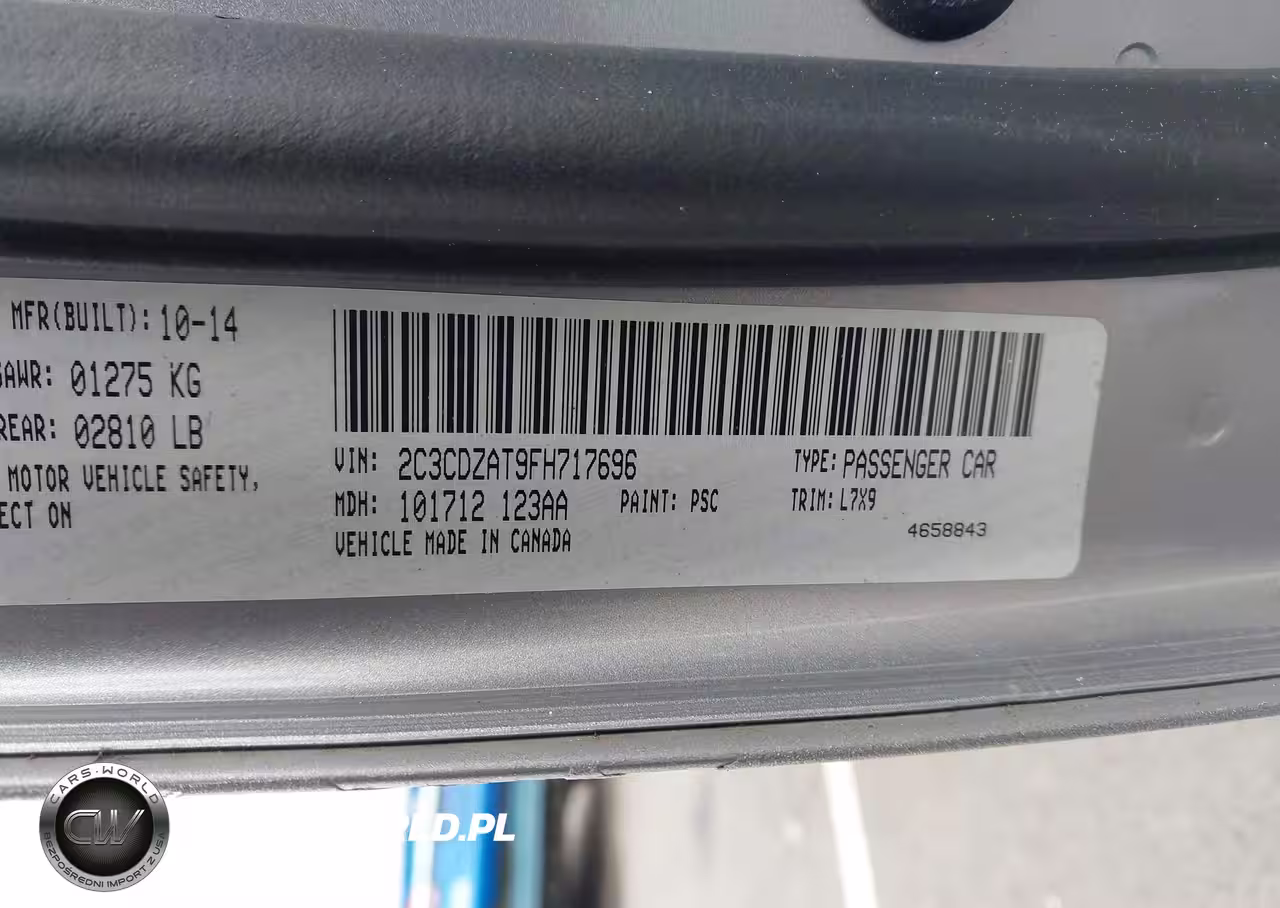 MFR(BUILT): 10-14
GAWR: 01275 KG
REAR: 02810 LB
MOTOR VEHICLE SAFETY,
ECT ON
VIN: 2C3CDZAT9FH717696
TYPE: PASSENGER CAR
MDH: 101712 123AA
PAINT: PSC
TRIM: L7X9
VEHICLE MADE IN CANADA
4658843
CARS-WORLD
CW
BEZPOŚREDNI IMPORT Z USA
RLD.PL